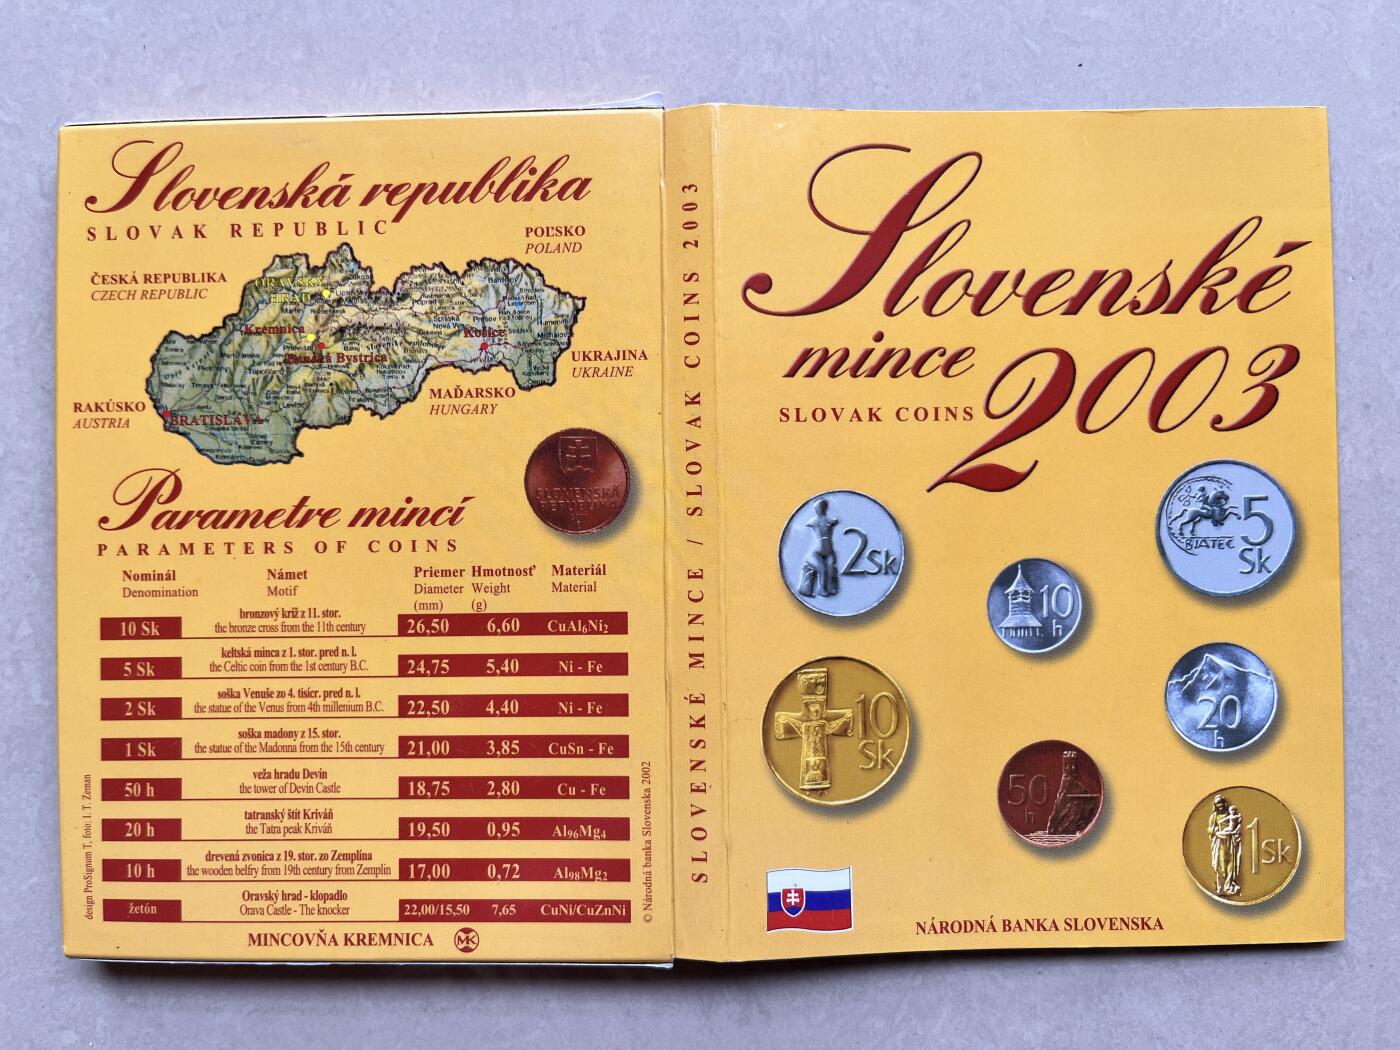 Slovenská republika
SLOVAK REPUBLIC
POĽSKO
POLAND
ČESKÁ REPUBLIKA
CZECH REPUBLIC
ORAVSKÝ
HRAD
Kremnica
Košice
Banská Bystrica
UKRAJINA
UKRAINE
MAĎARSKO
HUNGARY
RAKÚSKO
AUSTRIA
BRATISLAVA
SLOVENSKÁ
REPUBLIKA
Parametre mincí
PARAMETERS OF COINS
Nominál Námet Priemer Hmotnosť Materiál
Denomination Motif Diameter Weight Material
(mm) (g)
bronzový kríž z 11. stor.
10 Sk the bronze cross from the 11th century 26,50 6,60 CuAl6Ni2
keltská minca z 1. stor. pred n. l.
5 Sk the Celtic coin from the 1st century B.C. 24,75 5,40 Ni - Fe
soška Venuše zo 4. tisícr. pred n. l.
2 Sk the statue of the Venus from 4th millenium B.C. 22,50 4,40 Ni - Fe
soška madony z 15. stor.
1 Sk the statue of the Madonna from the 15th century 21,00 3,85 CuSn - Fe
veža hradu Devín
50 h the tower of Devín Castle 18,75 2,80 Cu - Fe
tatranský štít Kriváň
20 h the Tatra peak Kriváň 19,50 0,95 Al96Mg4
drevená zvonica z 19. stor. zo Zemplína
10 h the wooden belfry from 19th century from Zemplin 17,00 0,72 Al98Mg2
Oravský hrad - klopadlo
žetón Orava Castle - The knocker 22,00/15,50 7,65 CuNi/CuZnNi
MINCOVŇA KREMNICA MK
design ProSignum T, foto: I. T. Zeman
© Národná banka Slovenska 2002
SLOVENSKÉ MINCE / SLOVAK COINS 2003
Slovenské
mince 2003
SLOVAK COINS
2 Sk
10
h
BIATEC 5
Sk
10
Sk
20
h
50
h
1 Sk
NÁRODNÁ BANKA SLOVENSKA